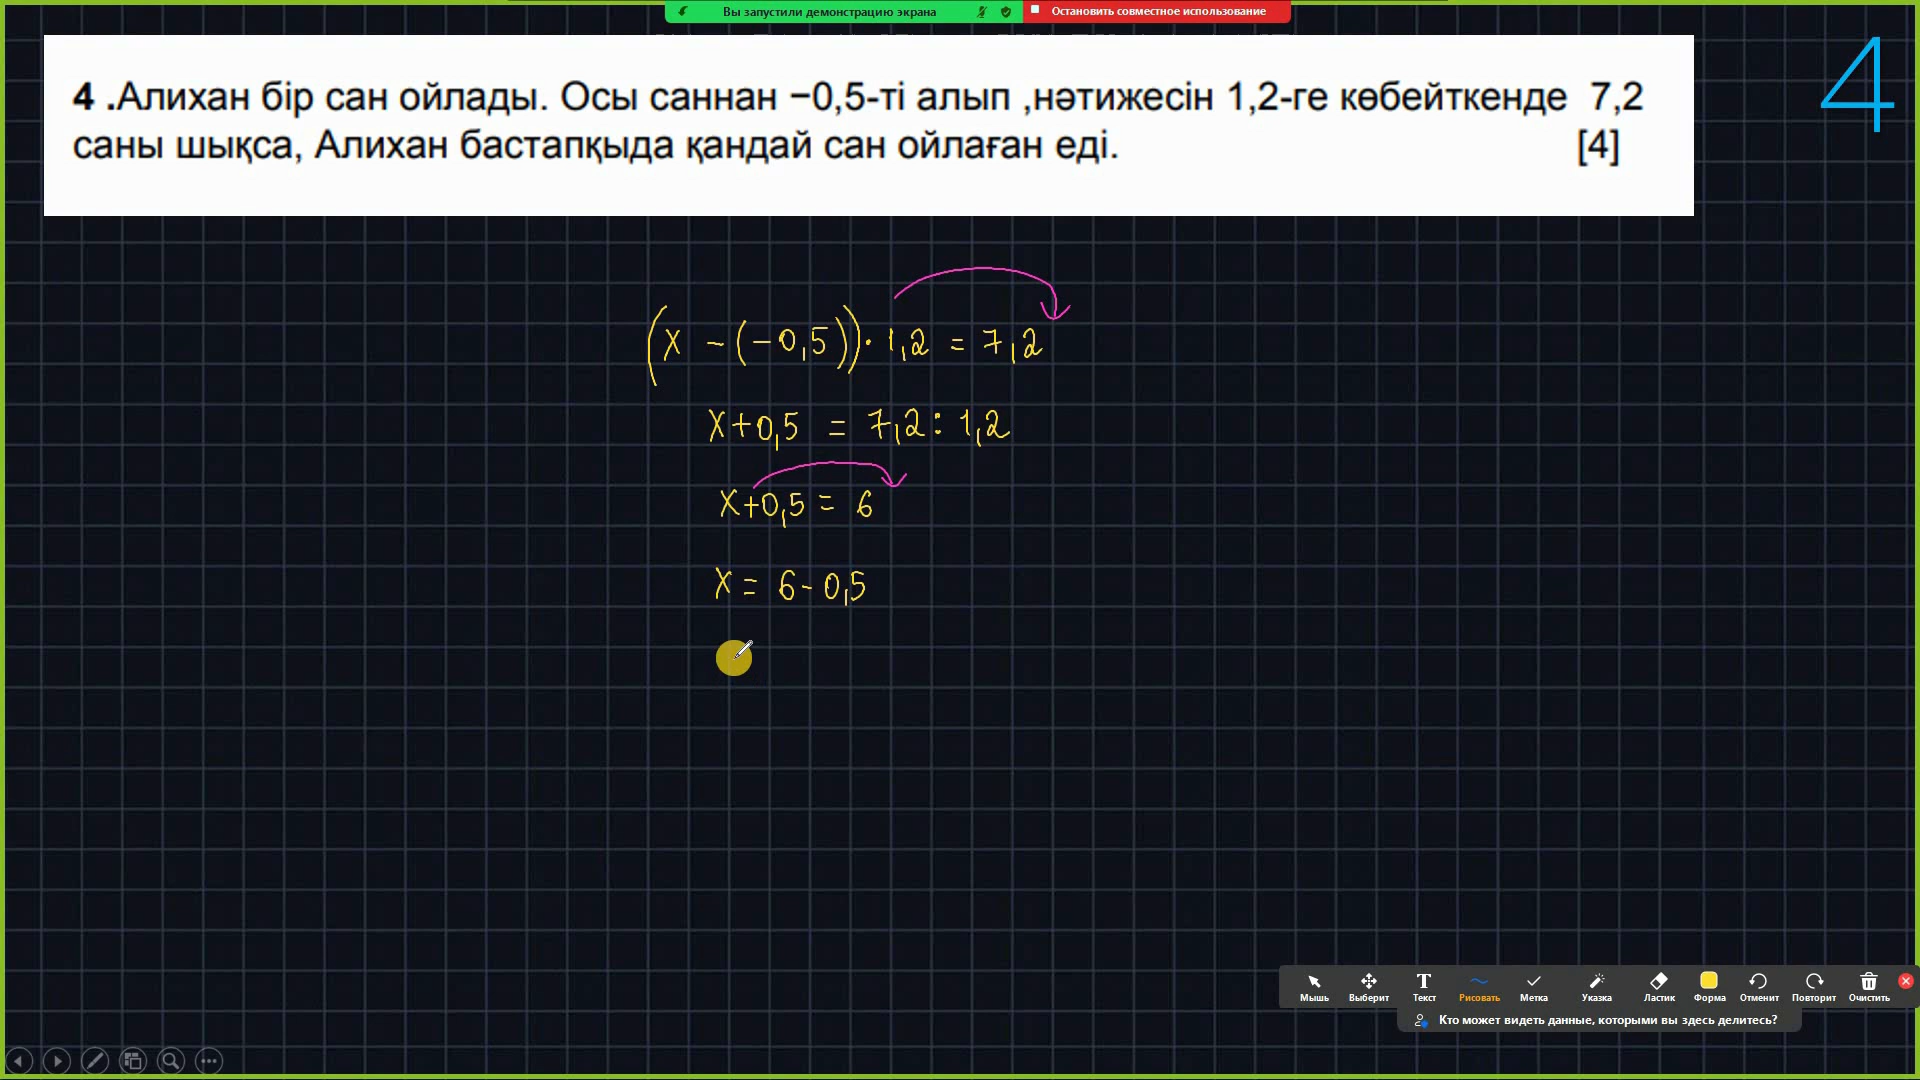 Вы запустили демонстрацию экрана
Остановить совместное использование
4
4 .Алихан бір сан ойлады. Осы саннан −0,5-ті алып ,нәтижесін 1,2-ге көбейткенде 7,2
саны шықса, Алихан бастапқыда қандай сан ойлаған еді. [4]
(x - (-0,5)) · 1,2 = 7,2
x+0,5 = 7,2 : 1,2
x+0,5 = 6
x = 6 - 0,5
Мышь Выберит Текст Рисовать Метка Указка Ластик Форма Отменит Повторит Очистить
Кто может видеть данные, которыми вы здесь делитесь?